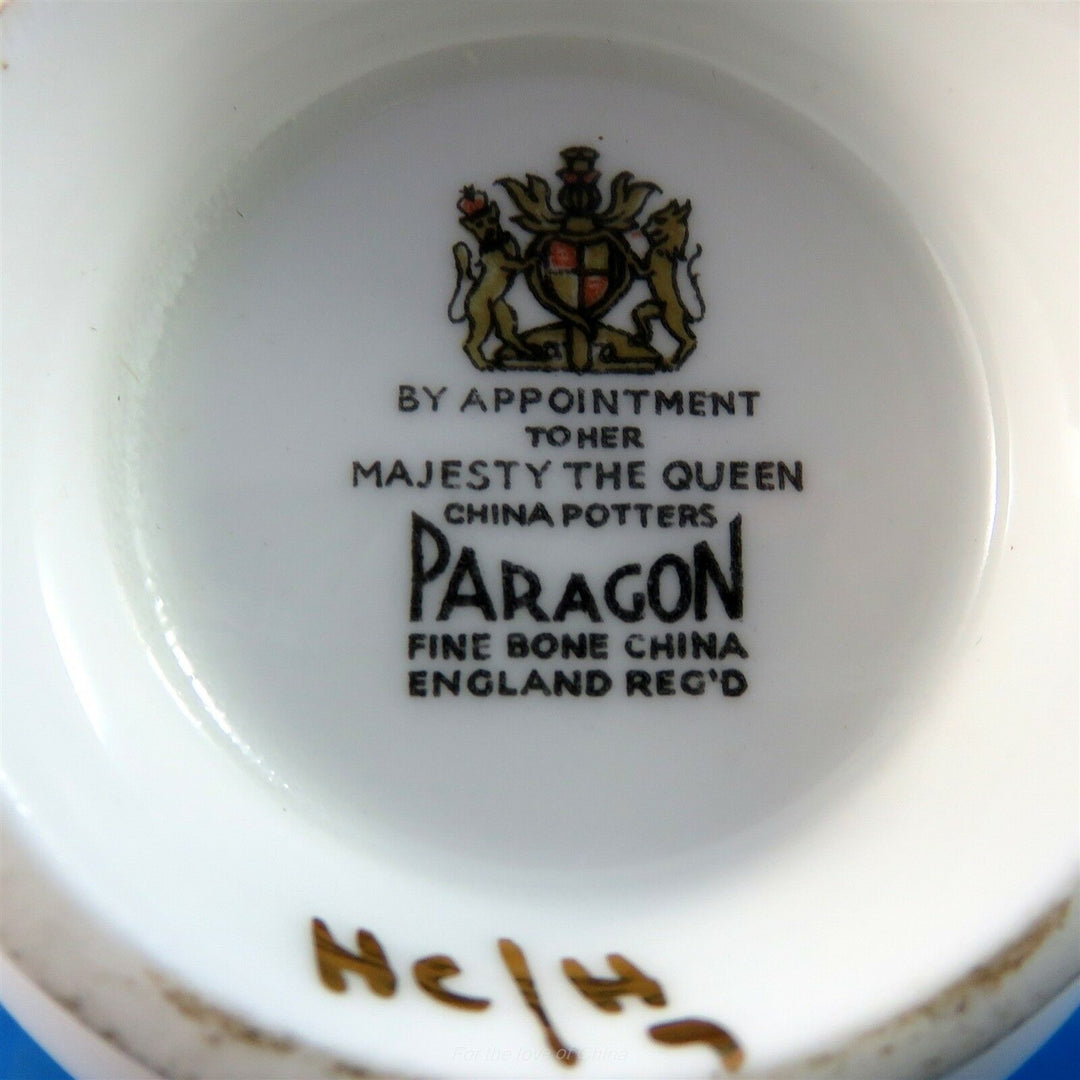 BY APPOINTMENT
TO HER
MAJESTY THE QUEEN
CHINA POTTERS
PARAGON
FINE BONE CHINA
ENGLAND REG'D
For the love of China